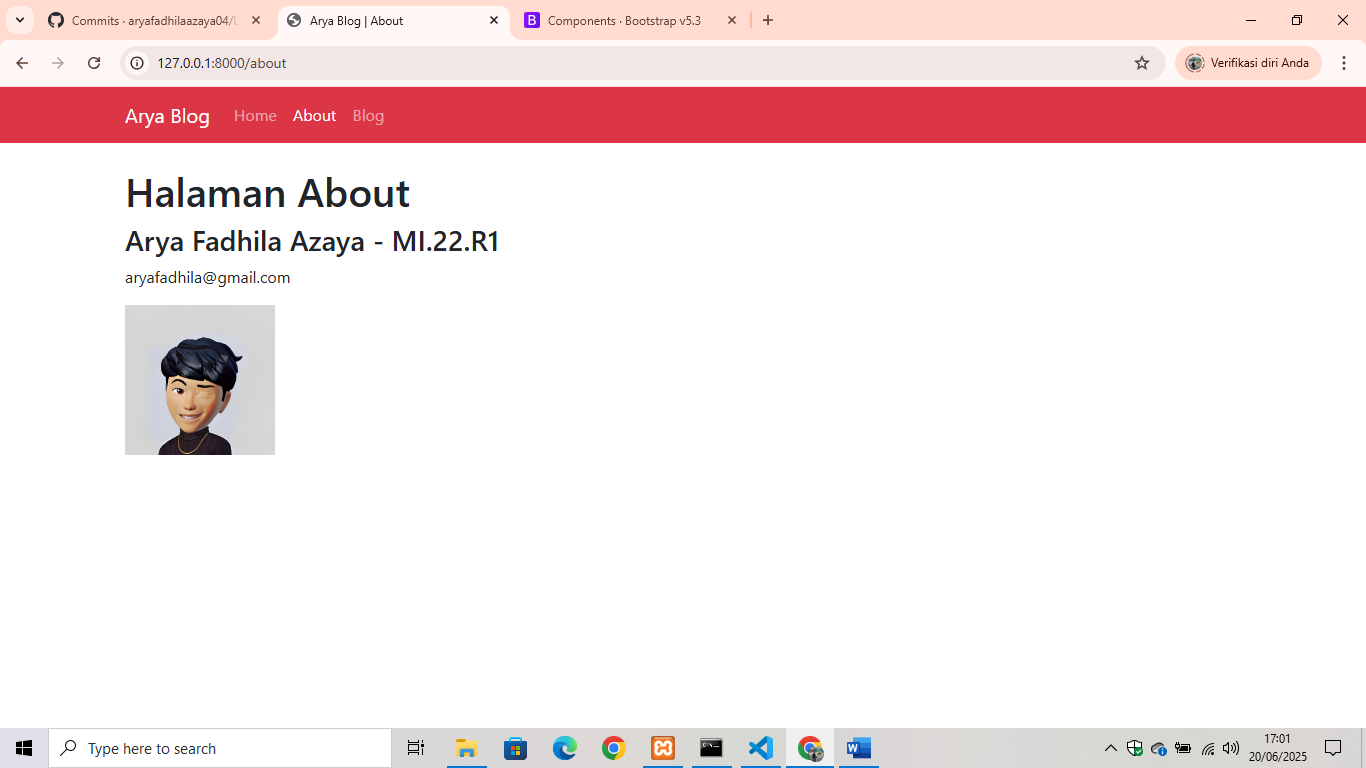 Commits · aryafadhilaazaya04/U
Arya Blog | About
Components · Bootstrap v5.3
127.0.0.1:8000/about
Verifikasi diri Anda
Arya Blog Home About Blog
Halaman About
Arya Fadhila Azaya - MI.22.R1
aryafadhila@gmail.com
Type here to search
17:01
20/06/2025